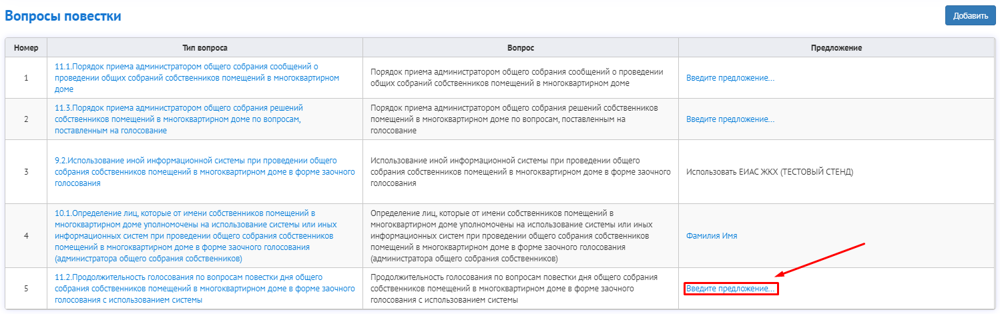 Вопросы повестки
Добавить
Номер
Тип вопроса
Вопрос
Предложение
1
11.1.Порядок приема администратором общего собрания сообщений о
проведении общих собраний собственников помещений в многоквартирном
доме
Порядок приема администратором общего собрания сообщений о проведении
общих собраний собственников помещений в многоквартирном доме
Введите предложение...
2
11.3.Порядок приема администратором общего собрания решений
собственников помещений в многоквартирном доме по вопросам,
поставленным на голосование
Порядок приема администратором общего собрания решений собственников
помещений в многоквартирном доме по вопросам, поставленным на
голосование
Введите предложение...
3
9.2.Использование иной информационной системы при проведении общего
собрания собственников помещений в многоквартирном доме в форме заочного
голосования
Использование иной информационной системы при проведении общего
собрания собственников помещений в многоквартирном доме в форме заочного
голосования
Использовать ЕИАС ЖКХ (ТЕСТОВЫЙ СТЕНД)
4
10.1.Определение лиц, которые от имени собственников помещений в
многоквартирном доме уполномочены на использование системы или иных
информационных систем при проведении общего собрания собственников
помещений в многоквартирном доме в форме заочного голосования
(администратора общего собрания собственников)
Определение лиц, которые от имени собственников помещений в
многоквартирном доме уполномочены на использование системы или иных
информационных систем при проведении общего собрания собственников
помещений в многоквартирном доме в форме заочного голосования
(администратора общего собрания собственников)
Фамилия Имя
5
11.2.Продолжительность голосования по вопросам повестки дня общего
собрания собственников помещений в многоквартирном доме в форме заочного
голосования с использованием системы
Продолжительность голосования по вопросам повестки дня общего собрания
собственников помещений в многоквартирном доме в форме заочного
голосования с использованием системы
Введите предложение...